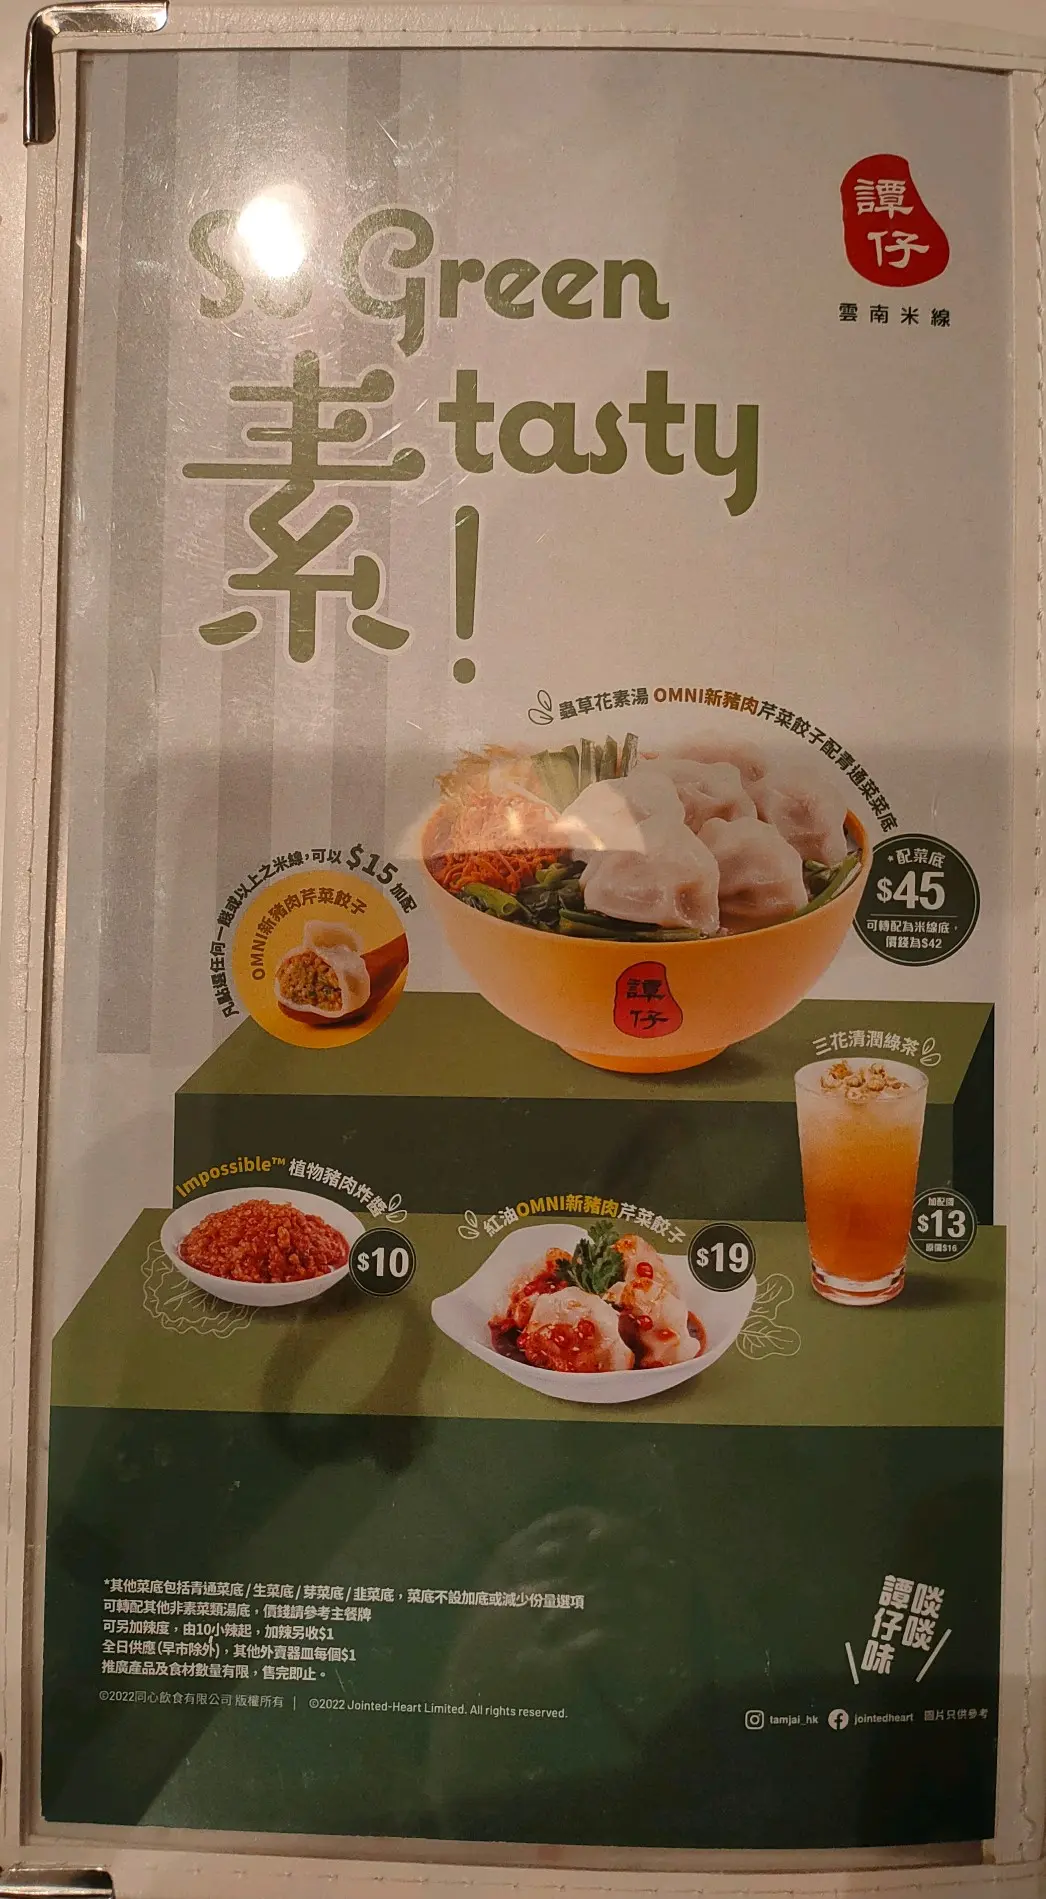 So Green
素 tasty
!
譚仔
雲南米線
蟲草花素湯 OMNI新豬肉芹菜餃子配青通菜菜底
*配菜底
$45
可轉配為米線底，
價錢為$42
凡點選任何一餸或以上之米線，可以 $15 加配
OMNI新豬肉芹菜餃子
譚仔
三花清潤綠茶
加配價
$13
原價$16
Impossible™ 植物豬肉炸醬
$10
紅油OMNI新豬肉芹菜餃子
$19
*其他菜底包括青通菜底/生菜底/芽菜底/韭菜底，菜底不設加底或減少份量選項
可轉配其他非素菜類湯底，價錢請參考主餐牌
可另加辣度，由10小辣起，加辣另收$1
全日供應(早市除外)，其他外賣器皿每個$1
推廣產品及食材數量有限，售完即止。
©2022同心飲食有限公司 版權所有 | ©2022 Jointed-Heart Limited. All rights reserved.
啖啖譚仔味
tamjai_hk jointedheart 圖片只供參考